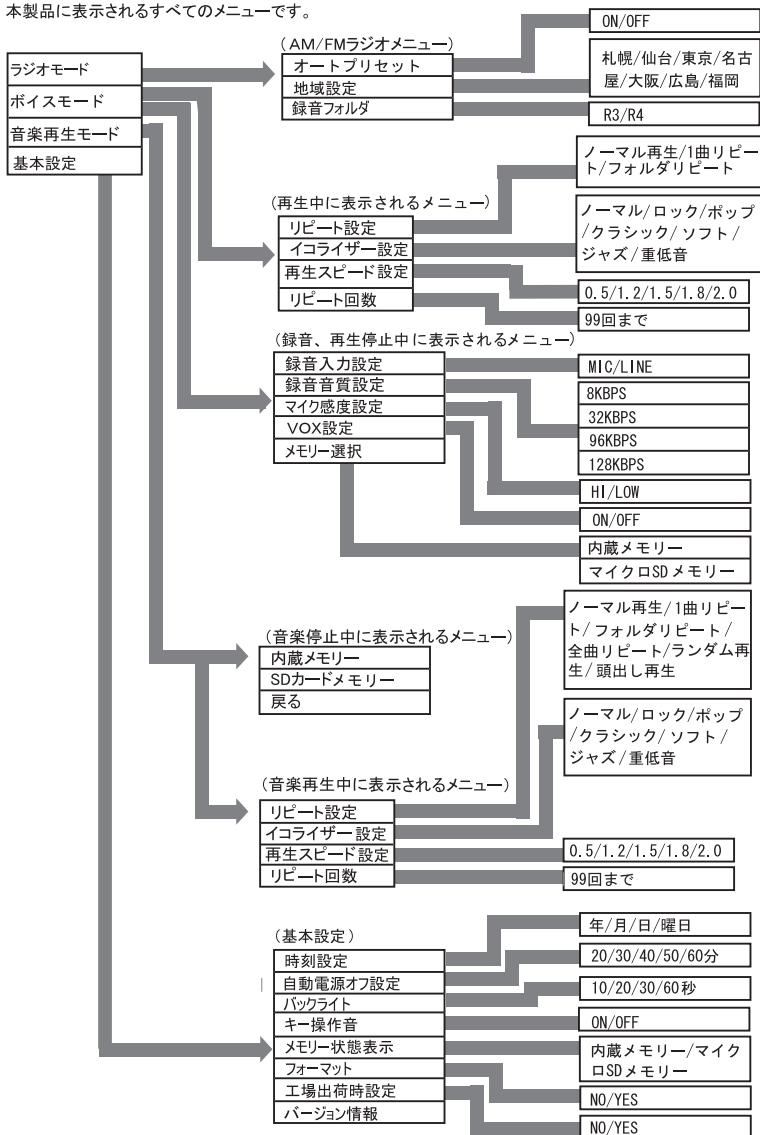 本製品に表示されるすべてのメニューです。
ラジオモード
ボイスモード
音楽再生モード
基本設定
(AM/FMラジオメニュー)
オートプリセット
地域設定
録音フォルダ
ON/OFF
札幌/仙台/東京/名古
屋/大阪/広島/福岡
R3/R4
(再生中に表示されるメニュー)
リピート設定
イコライザー設定
再生スピード設定
リピート回数
ノーマル再生/1曲リピー
ト/フォルダリピート
ノーマル/ロック/ポップ
/クラシック/ソフト/
ジャズ/重低音
0.5/1.2/1.5/1.8/2.0
99回まで
(録音、再生停止中に表示されるメニュー)
録音入力設定
録音音質設定
マイク感度設定
VOX設定
メモリー選択
MIC/LINE
8KBPS
32KBPS
96KBPS
128KBPS
HI/LOW
ON/OFF
内蔵メモリー
マイクロSDメモリー
(音楽停止中に表示されるメニュー)
内蔵メモリー
SDカードメモリー
戻る
(音楽再生中に表示されるメニュー)
リピート設定
イコライザー設定
再生スピード設定
リピート回数
ノーマル再生/1曲リピー
ト/フォルダリピート/
全曲リピート/ランダム再
生/頭出し再生
ノーマル/ロック/ポップ
/クラシック/ソフト/
ジャズ/重低音
0.5/1.2/1.5/1.8/2.0
99回まで
(基本設定)
時刻設定
自動電源オフ設定
バックライト
キー操作音
メモリー状態表示
フォーマット
工場出荷時設定
バージョン情報
年/月/日/曜日
20/30/40/50/60分
10/20/30/60秒
ON/OFF
内蔵メモリー/マイク
ロSDメモリー
NO/YES
NO/YES